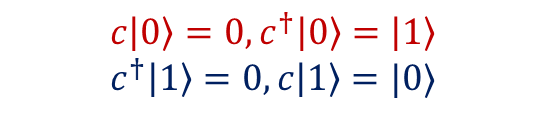 c|0⟩ = 0, c†|0⟩ = |1⟩
c†|1⟩ = 0, c|1⟩ = |0⟩